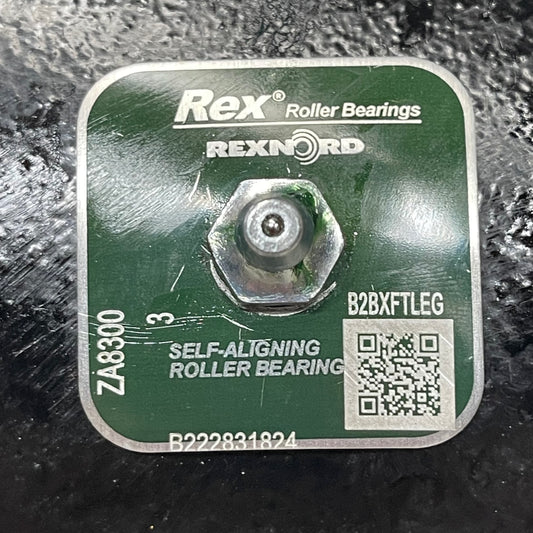 Rex® Roller Bearings
REXNORD
B2BXFTLEG
ZA8300
3
SELF-ALIGNING
ROLLER BEARING
B222831824